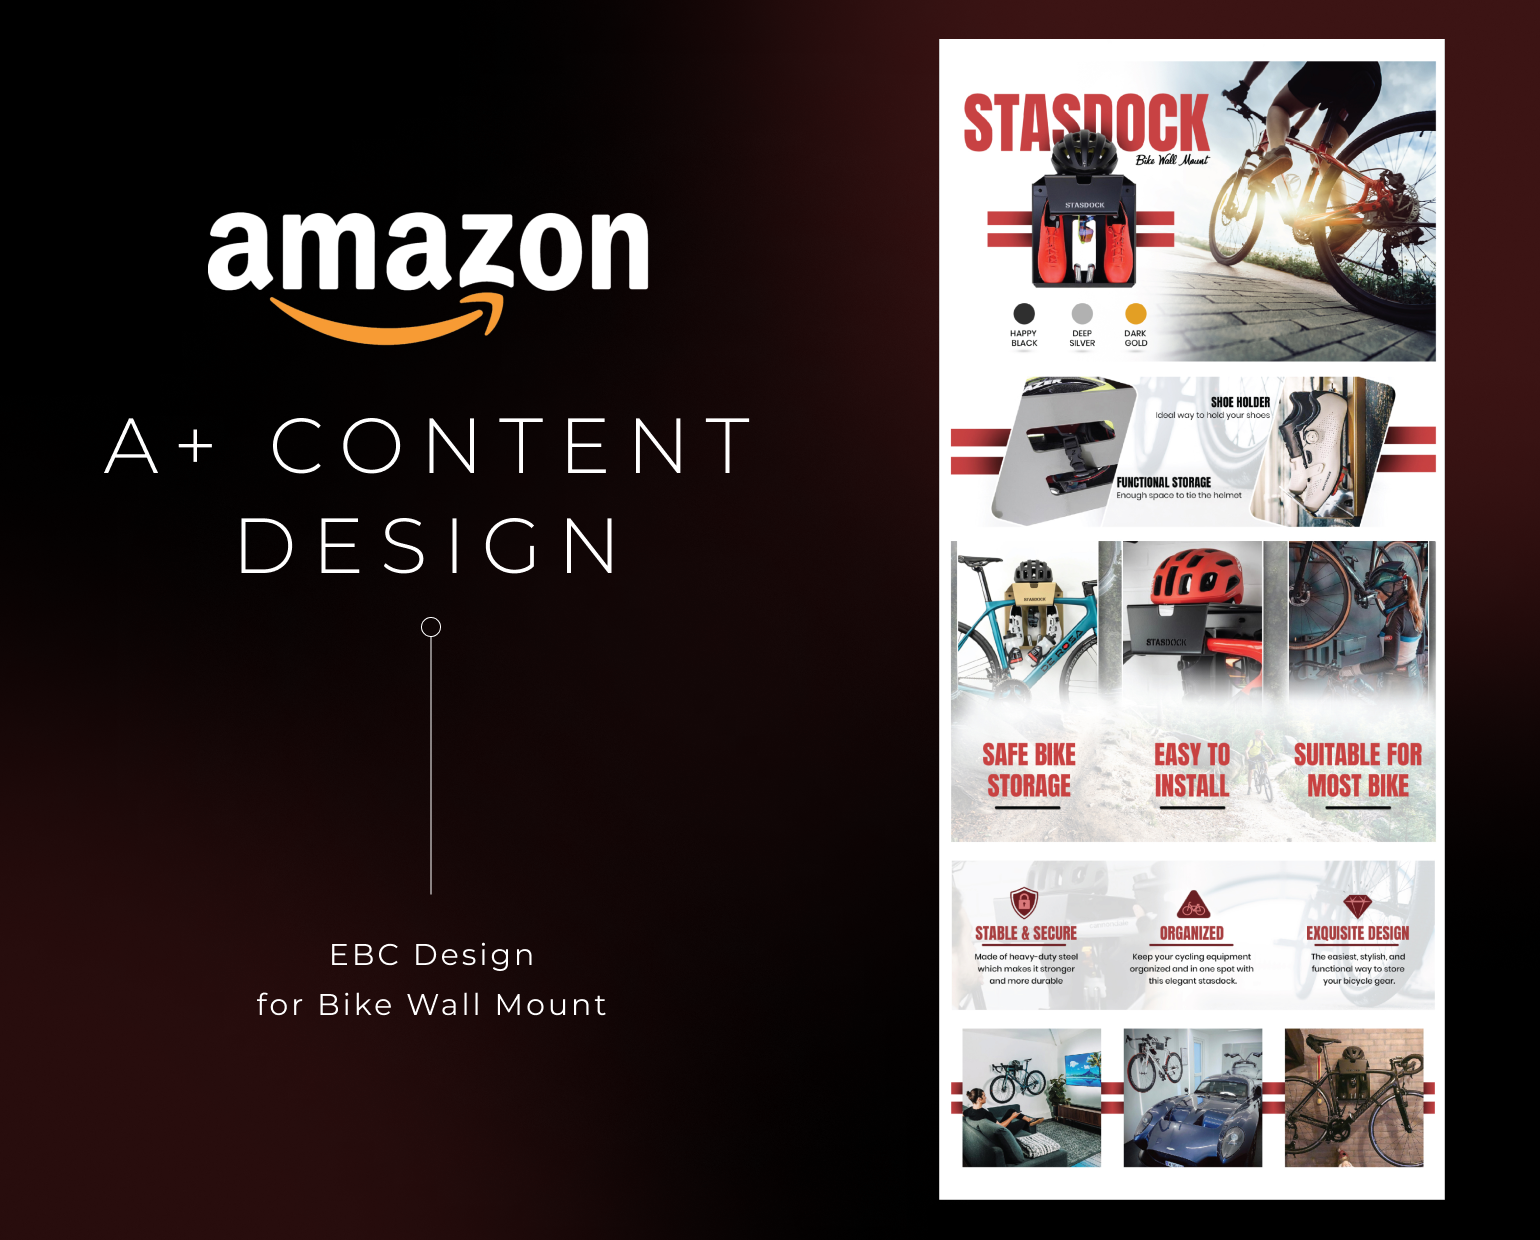 amazon
A+ CONTENT
DESIGN
EBC Design
for Bike Wall Mount
STASDOCK
Bike Wall Mount
STASDOCK
HAPPY
BLACK
DEEP
SILVER
DARK
GOLD
SHOE HOLDER
Ideal way to hold your shoes
FUNCTIONAL STORAGE
Enough space to tie the helmet
STASDOCK
DE ROSA
STASDOCK
SAFE BIKE
STORAGE
EASY TO
INSTALL
SUITABLE FOR
MOST BIKE
STABLE & SECURE
Made of heavy-duty steel
which makes it stronger
and more durable
ORGANIZED
Keep your cycling equipment
organized and in one spot with
this elegant stasdock.
EXQUISITE DESIGN
The easiest, stylish, and
functional way to store
your bicycle gear.